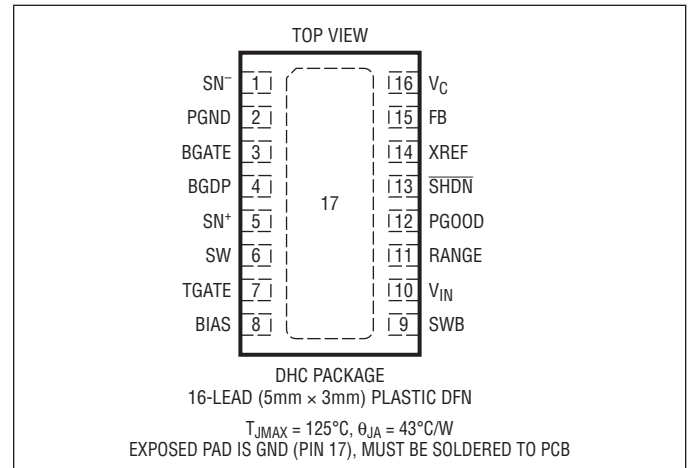 TOP VIEW
SN⁻ 1 16 V_C
PGND 2 15 FB
BGATE 3 14 XREF
BGDP 4 13 S̅H̅D̅N̅
SN⁺ 5 17 12 PGOOD
SW 6 11 RANGE
TGATE 7 10 V_IN
BIAS 8 9 SWB
DHC PACKAGE
16-LEAD (5mm × 3mm) PLASTIC DFN
T_JMAX = 125°C, θ_JA = 43°C/W
EXPOSED PAD IS GND (PIN 17), MUST BE SOLDERED TO PCB